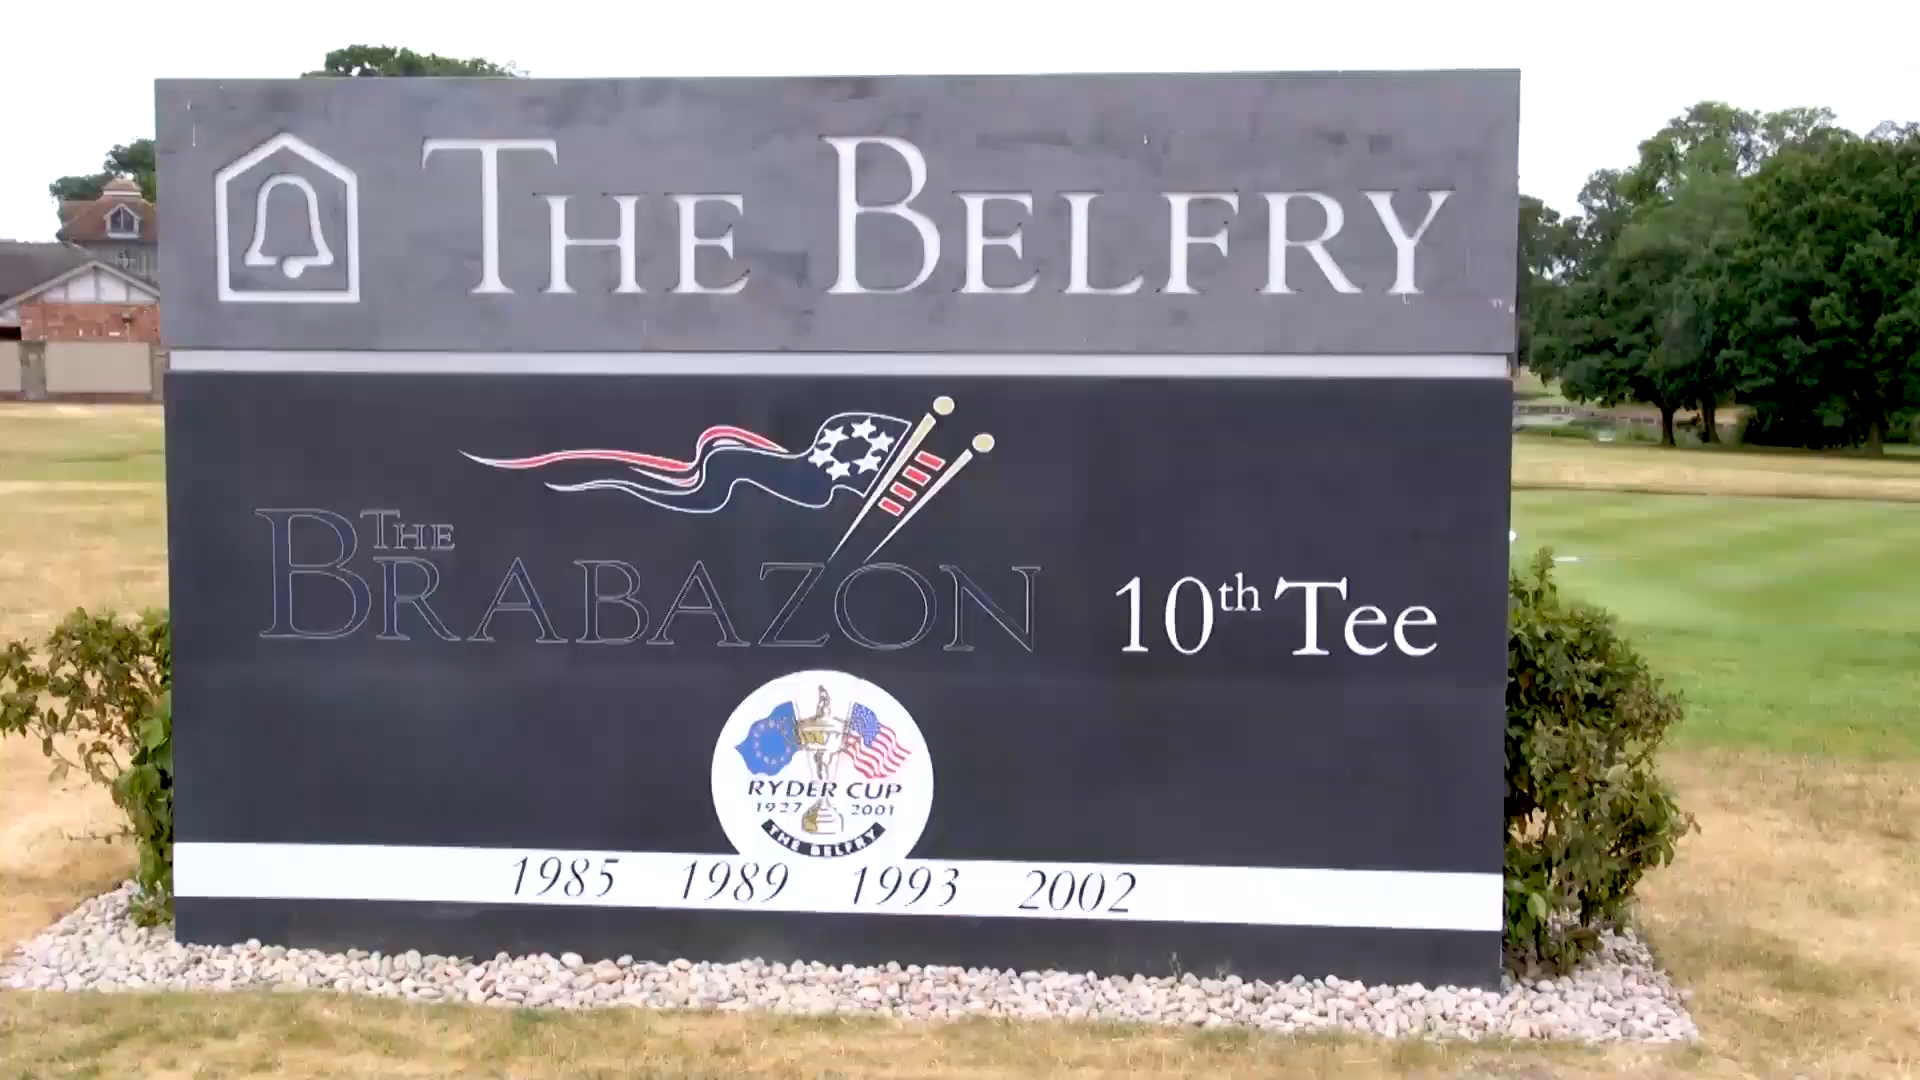 THE BELFRY
THE
BRABAZON
10th Tee
RYDER CUP
1927 2001
THE BELFRY
1985 1989 1993 2002